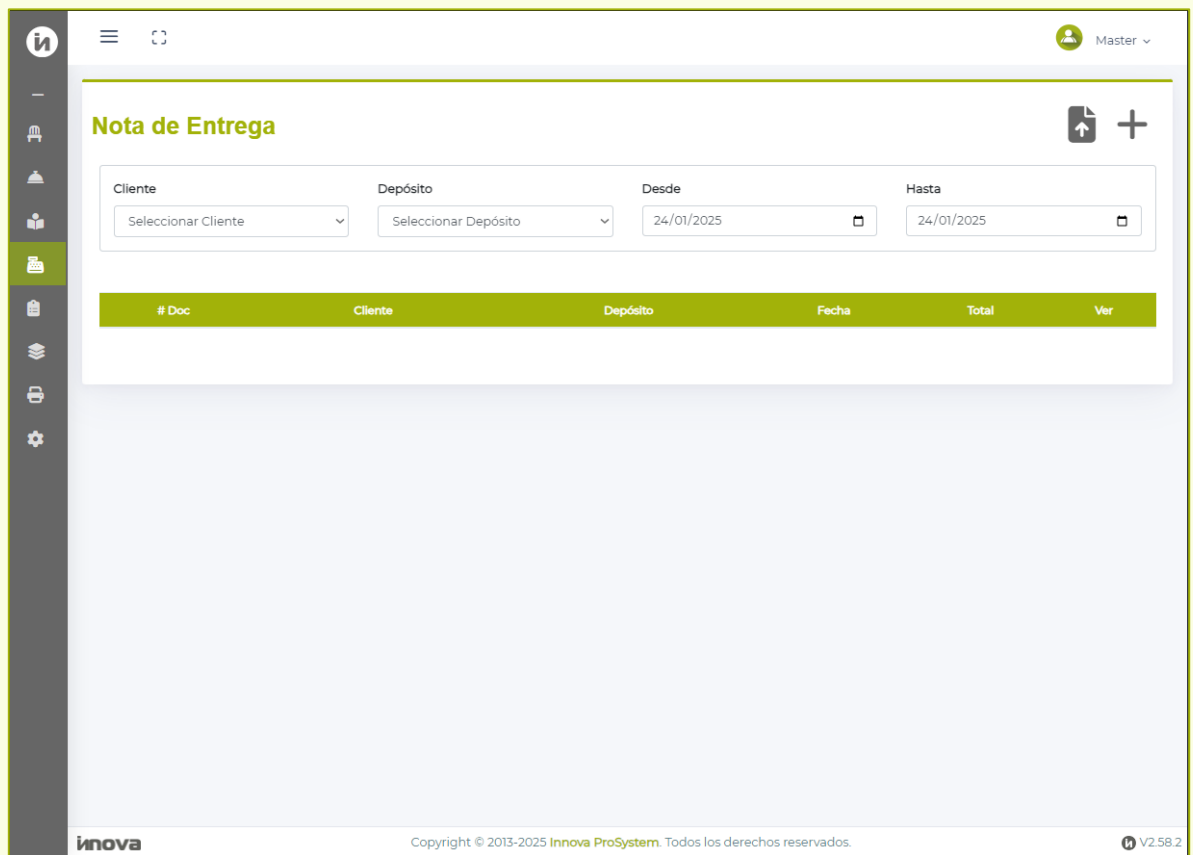 Master
Nota de Entrega
Cliente Depósito Desde Hasta
Seleccionar Cliente Seleccionar Depósito 24/01/2025 24/01/2025
# Doc Cliente Depósito Fecha Total Ver
innova Copyright © 2013-2025 Innova ProSystem. Todos los derechos reservados. V2.58.2